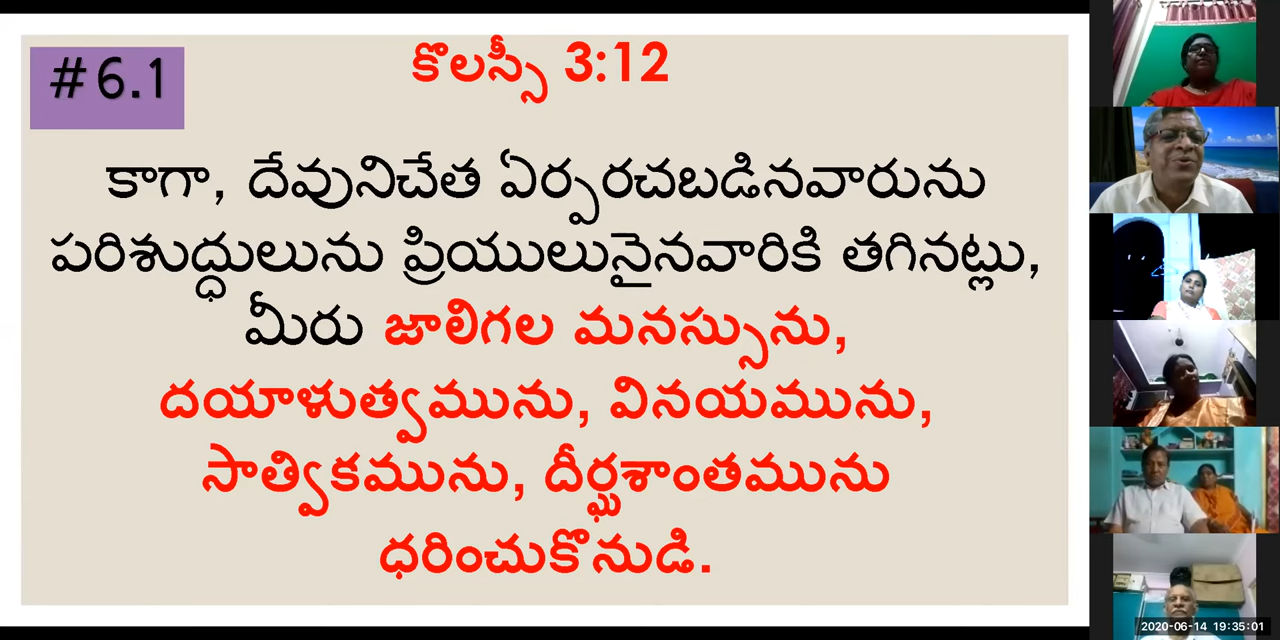 #6.1
కొలస్సీ 3:12
కాగా, దేవునిచేత ఏర్పరచబడినవారును
పరిశుద్ధులును ప్రియులునైనవారికి తగినట్లు,
మీరు జాలిగల మనస్సును,
దయాళుత్వమును, వినయమును,
సాత్వికమును, దీర్ఘశాంతమును
ధరించుకొనుడి.
2020-06-14 19:35:01